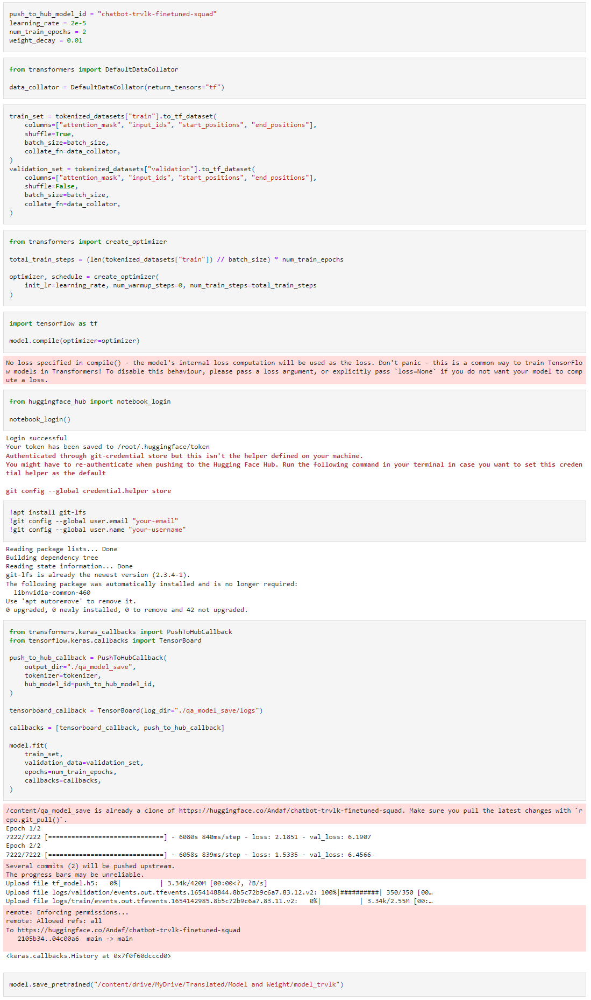 push_to_hub_model_id = "chatbot-trvlk-finetuned-squad"
learning_rate = 2e-5
num_train_epochs = 2
weight_decay = 0.01
from transformers import DefaultDataCollator
data_collator = DefaultDataCollator(return_tensors="tf")
train_set = tokenized_datasets["train"].to_tf_dataset(
    columns=["attention_mask", "input_ids", "start_positions", "end_positions"],
    shuffle=True,
    batch_size=batch_size,
    collate_fn=data_collator,
)
validation_set = tokenized_datasets["validation"].to_tf_dataset(
    columns=["attention_mask", "input_ids", "start_positions", "end_positions"],
    shuffle=False,
    batch_size=batch_size,
    collate_fn=data_collator,
)
from transformers import create_optimizer
total_train_steps = (len(tokenized_datasets["train"]) // batch_size) * num_train_epochs
optimizer, schedule = create_optimizer(
    init_lr=learning_rate, num_warmup_steps=0, num_train_steps=total_train_steps
)
import tensorflow as tf
model.compile(optimizer=optimizer)
No loss specified in compile() - the model's internal loss computation will be used as the loss. Don't panic - this is a common way to train TensorFlo
w models in Transformers! To disable this behaviour, please pass a loss argument, or explicitly pass `loss=None` if you do not want your model to comp
ute a loss.
from huggingface_hub import notebook_login
notebook_login()
Login successful
Your token has been saved to /root/.huggingface/token
Authenticated through git-credential store but this isn't the helper defined on your machine.
You might have to re-authenticate when pushing to the Hugging Face Hub. Run the following command in your terminal in case you want to set this creden
tial helper as the default
git config --global credential.helper store
!apt install git-lfs
!git config --global user.email "your-email"
!git config --global user.name "your-username"
Reading package lists... Done
Building dependency tree
Reading state information... Done
git-lfs is already the newest version (2.3.4-1).
The following package was automatically installed and is no longer required:
  libnvidia-common-460
Use 'apt autoremove' to remove it.
0 upgraded, 0 newly installed, 0 to remove and 42 not upgraded.
from transformers.keras_callbacks import PushToHubCallback
from tensorflow.keras.callbacks import TensorBoard
push_to_hub_callback = PushToHubCallback(
    output_dir="./qa_model_save",
    tokenizer=tokenizer,
    hub_model_id=push_to_hub_model_id,
)
tensorboard_callback = TensorBoard(log_dir="./qa_model_save/logs")
callbacks = [tensorboard_callback, push_to_hub_callback]
model.fit(
    train_set,
    validation_data=validation_set,
    epochs=num_train_epochs,
    callbacks=callbacks,
)
/content/qa_model_save is already a clone of https://huggingface.co/Andaf/chatbot-trvlk-finetuned-squad. Make sure you pull the latest changes with `r
epo.git_pull()`.
Epoch 1/2
7222/7222 [==============================] - 6080s 840ms/step - loss: 2.1851 - val_loss: 6.1907
Epoch 2/2
7222/7222 [==============================] - 6058s 839ms/step - loss: 1.5335 - val_loss: 6.4566
Several commits (2) will be pushed upstream.
The progress bars may be unreliable.
Upload file tf_model.h5:   0%|          | 3.34k/420M [00:00<?, ?B/s]
Upload file logs/validation/events.out.tfevents.1654148844.8b5c72b9c6a7.83.12.v2: 100%|##########| 350/350 [00…
Upload file logs/train/events.out.tfevents.1654142985.8b5c72b9c6a7.83.11.v2:   0%|          | 3.34k/2.55M [00:…
remote: Enforcing permissions...
remote: Allowed refs: all
To https://huggingface.co/Andaf/chatbot-trvlk-finetuned-squad
   2105b34..04c00a6  main -> main
<keras.callbacks.History at 0x7f0f60dcccd0>
model.save_pretrained("/content/drive/MyDrive/Translated/Model and Weight/model_trvlk")